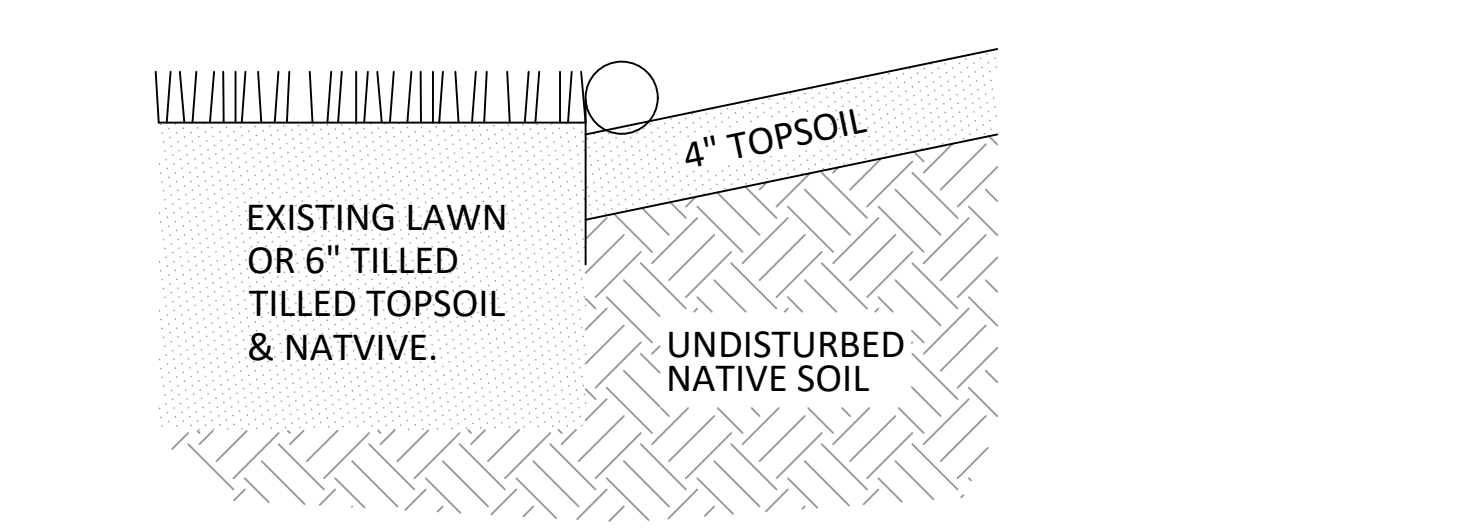 4" TOPSOIL
EXISTING LAWN
OR 6" TILLED
TILLED TOPSOIL
& NATVIVE.
UNDISTURBED
NATIVE SOIL